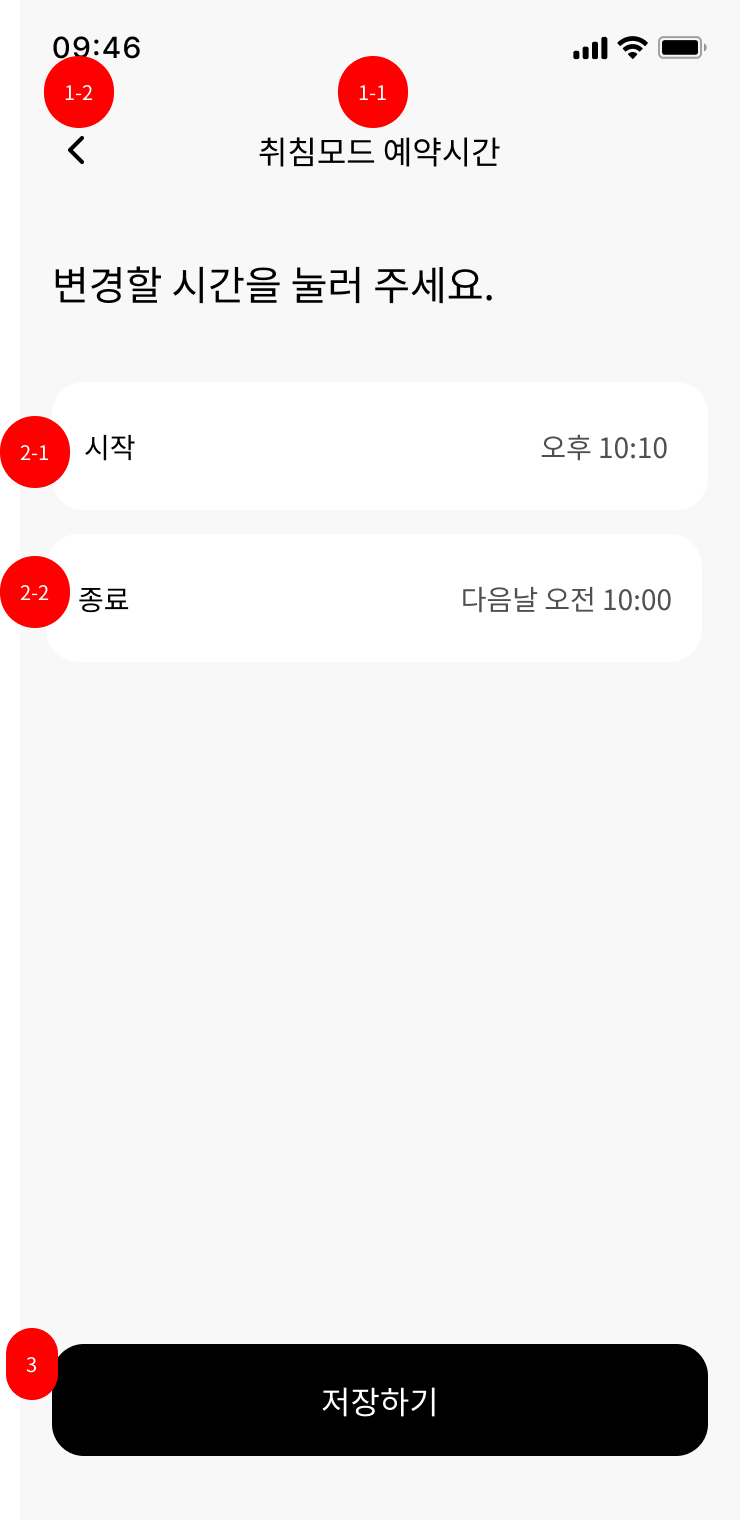 09:46
1-2
1-1
취침모드 예약시간
변경할 시간을 눌러 주세요.
2-1
시작
오후 10:10
2-2
종료
다음날 오전 10:00
3
저장하기